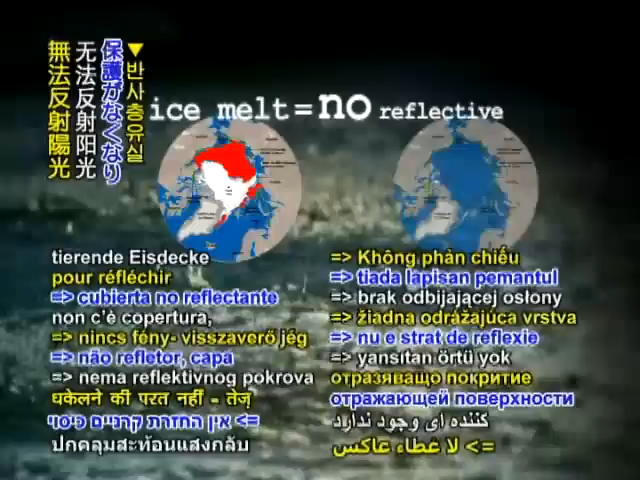 無法反射陽光
无法反射阳光
保護がなくなり
▼반사층유실
ice melt=no reflective
tierende Eisdecke
pour réfléchir
=> cubierta no reflectante
non c'è copertura,
=> nincs fény- visszaverő jég
=> não refletor, capa
=> nema reflektivnog pokrova
धकेलने की परत नहीं - तेज़
אין החזרת קרניים כיסוי <=
ปกคลุมสะท้อนแสงกลับ
=> Không phản chiếu
=> tiada lapisan pemantul
=> brak odbijającej osłony
=> žiadna odrážajúca vrstva
=> nu e strat de reflexie
=> yansıtan örtü yok
отразяващо покритие
отражающей поверхности
کننده ای وجود ندارد
لا غطاء عاكس <=